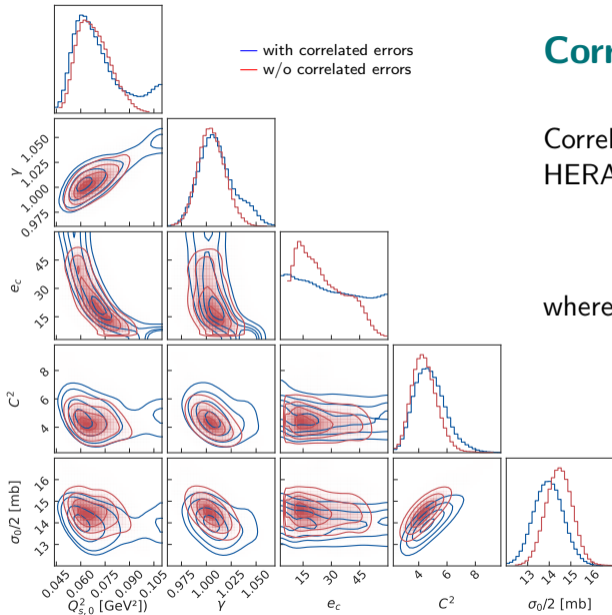 with correlated errors
w/o correlated errors
Corr
Correl
HERA
where
γ
1.050
1.025
1.000
0.975
e_c
45
30
15
C²
8
6
4
σ₀/2 [mb]
16
15
14
13
0.045 0.060 0.075 0.090 0.105
0.975 1.000 1.025 1.050
15 30 45
4 6 8
13 14 15 16
Q²ₛ,₀ [GeV²])
γ
e_c
C²
σ₀/2 [mb]